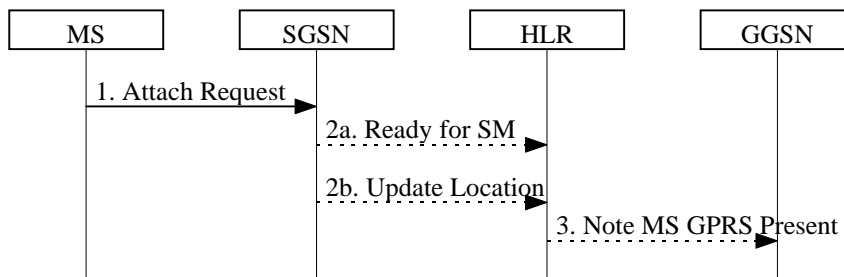 MS
SGSN
HLR
GGSN
1. Attach Request
2a. Ready for SM
2b. Update Location
3. Note MS GPRS Present